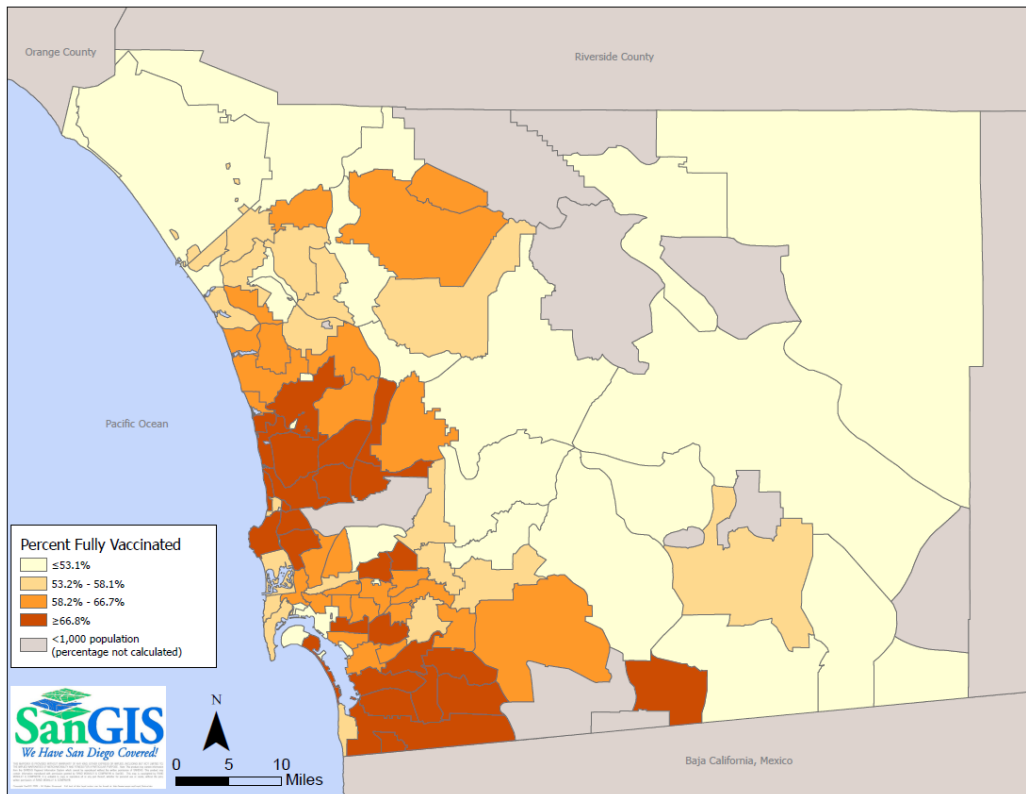 Orange County
Riverside County
Pacific Ocean
Percent Fully Vaccinated
≤53.1%
53.2% - 58.1%
58.2% - 66.7%
≥66.8%
<1,000 population
(percentage not calculated)
SanGIS
We Have San Diego Covered!
N
0 5 10
Miles
Baja California, Mexico